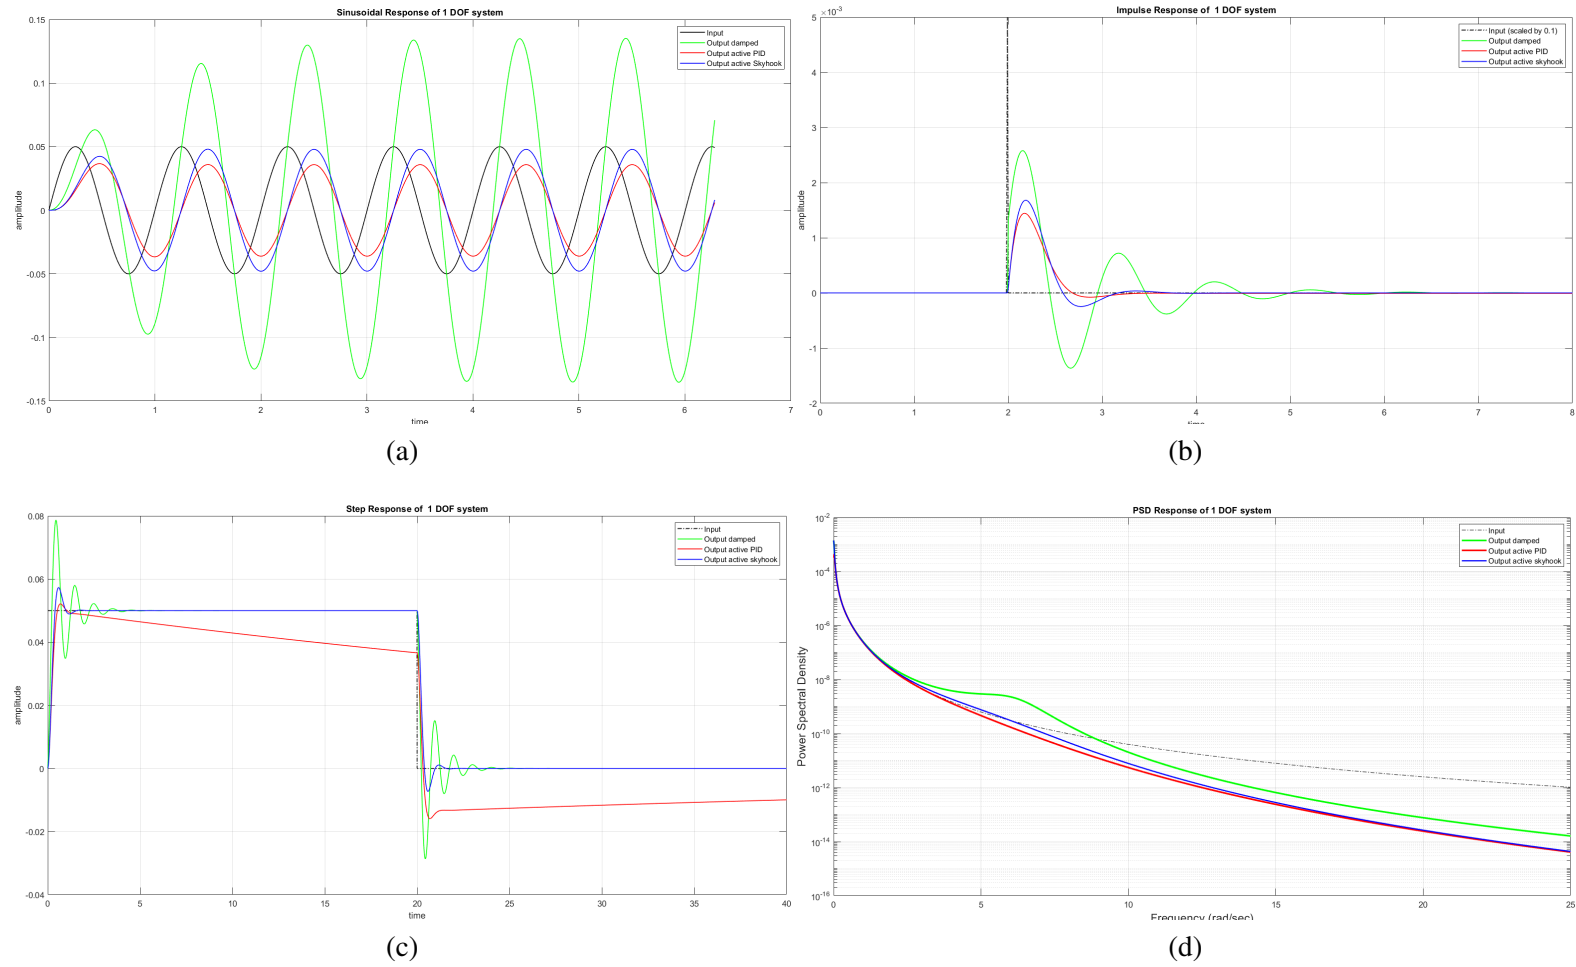 Sinusoidal Response of 1 DOF system
Input
Output damped
Output active PID
Output active Skyhook
0.15
0.1
0.05
0
-0.05
-0.1
-0.15
amplitude
0 1 2 3 4 5 6 7
time
(a)
Impulse Response of 1 DOF system
×10-3
Input (scaled by 0.1)
Output damped
Output active PID
Output active skyhook
5
4
3
2
1
0
-1
-2
amplitude
0 1 2 3 4 5 6 7 8
time
(b)
Step Response of 1 DOF system
Input
Output damped
Output active PID
Output active skyhook
0.08
0.06
0.04
0.02
0
-0.02
-0.04
amplitude
0 5 10 15 20 25 30 35 40
time
(c)
PSD Response of 1 DOF system
Input
Output damped
Output active PID
Output active skyhook
10-2
10-4
10-6
10-8
10-10
10-12
10-14
10-16
Power Spectral Density
0 5 10 15 20 25
Frequency (rad/sec)
(d)